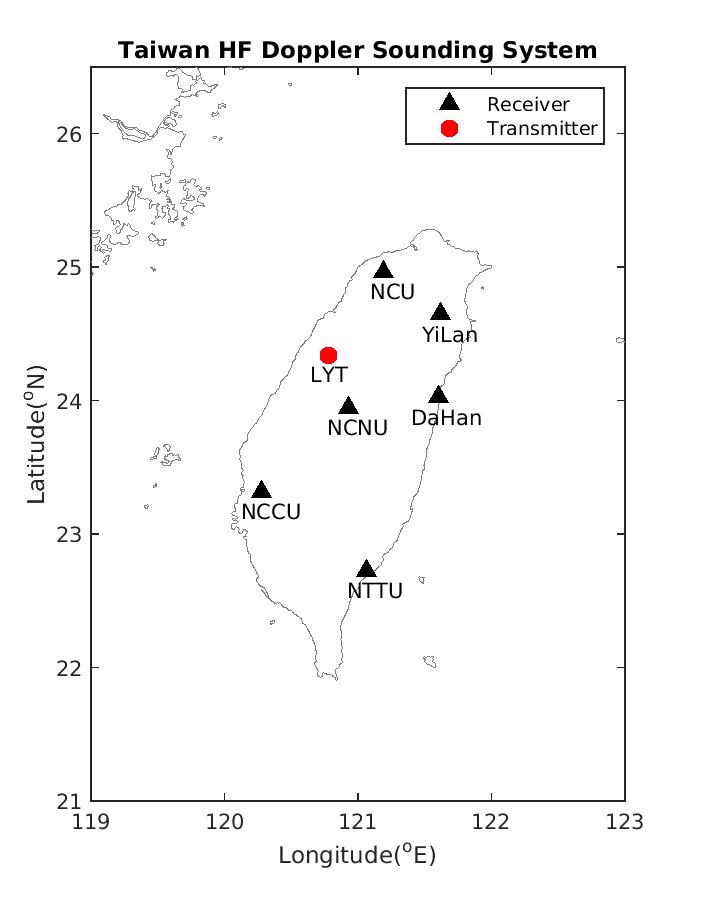 Taiwan HF Doppler Sounding System
Receiver
Transmitter
26
25
24
23
22
21
Latitude(°N)
NCU
YiLan
LYT
DaHan
NCNU
NCCU
NTTU
119
120
121
122
123
Longitude(°E)